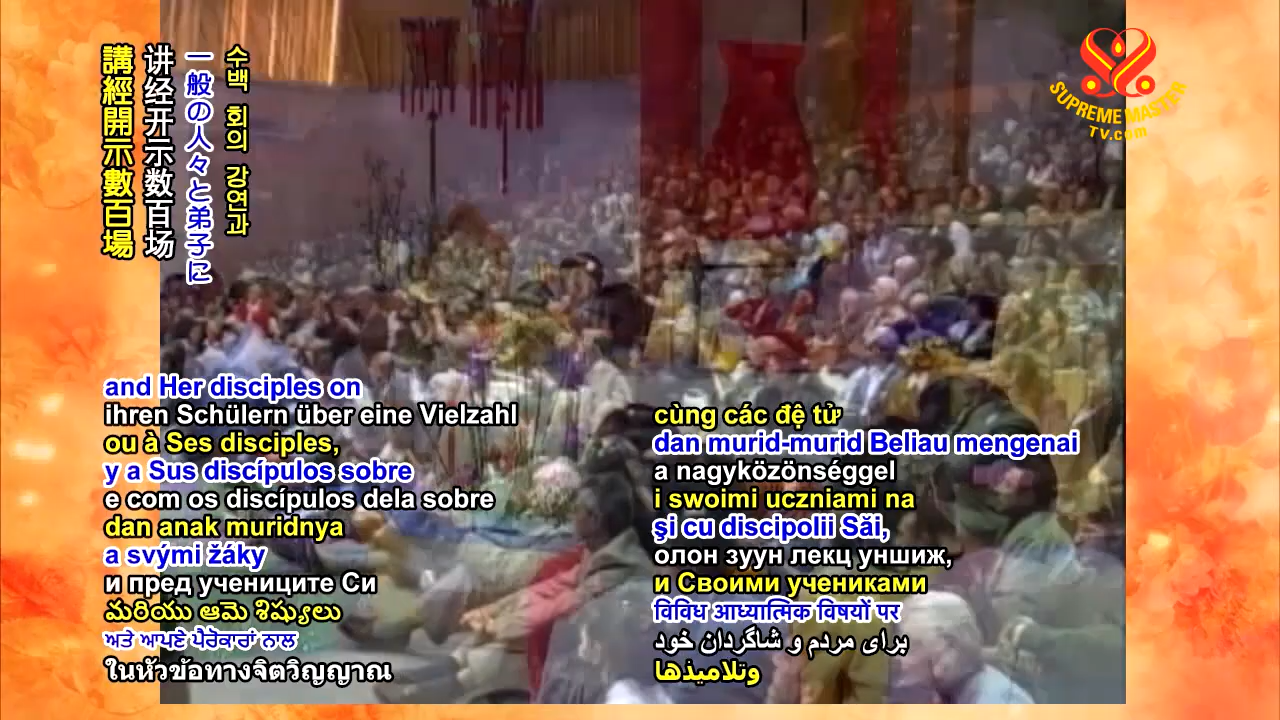 講經開示數百場
讲经开示数百场
一般の人々と弟子に
수백 회의 강연과
SUPREME MASTER
TV.com
and Her disciples on
ihren Schülern über eine Vielzahl
ou à Ses disciples,
y a Sus discípulos sobre
e com os discípulos dela sobre
dan anak muridnya
a svými žáky
и пред учениците Си
మరియు ఆమె శిష్యులు
ਅਤੇ ਆਪਣੇ ਪੈਰੋਕਾਰਾਂ ਨਾਲ
ในหัวข้อทางจิตวิญญาณ
cùng các đệ tử
dan murid-murid Beliau mengenai
a nagyközönséggel
i swoimi uczniami na
şi cu discipolii Săi,
олон зуун лекц уншиж,
и Своими учениками
विविध आध्यात्मिक विषयों पर
برای مردم و شاگردان خود
وتلاميذها